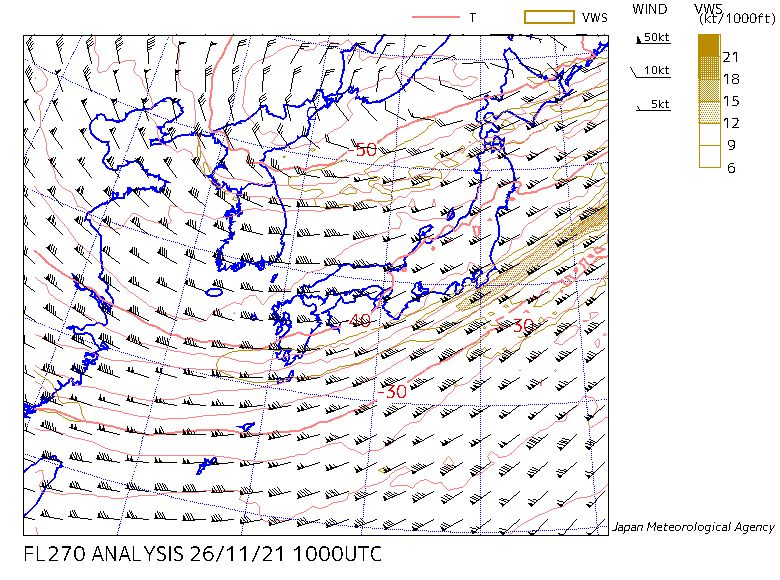 T VWS
WIND VWS
(kt/1000ft)
50kt
10kt
5kt
21
18
15
12
9
6
50
-40
-30
-30
Japan Meteorological Agency
FL270 ANALYSIS 26/11/21 1000UTC